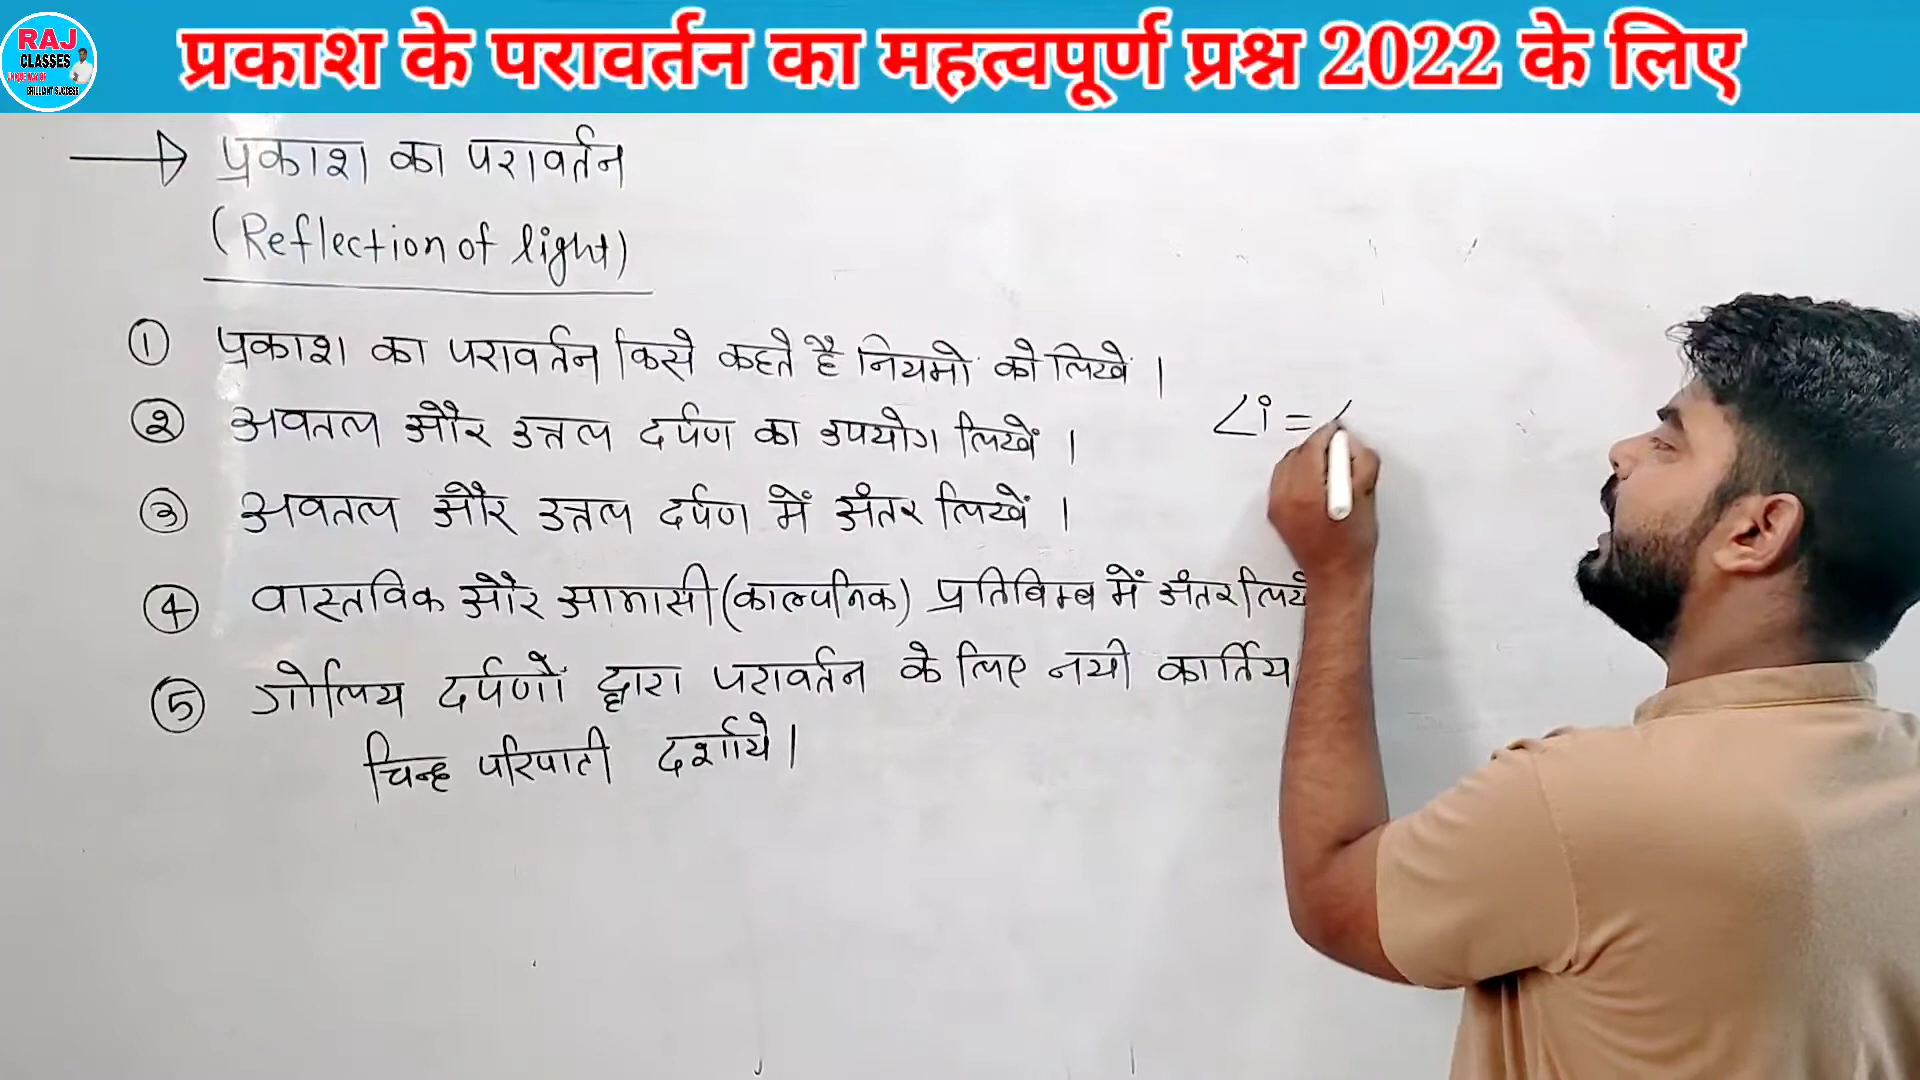 RAJ
CLASSES
BRILLIANT SUCCESS
प्रकाश के परावर्तन का महत्वपूर्ण प्रश्न 2022 के लिए
प्रकाश का परावर्तन
(Reflection of light)
① प्रकाश का परावर्तन किसे कहते है नियमो को लिखे ।
② अवतल और उत्तल दर्पण का उपयोग लिखें ।
③ अवतल और उत्तल दर्पण में अंतर लिखें ।
④ वास्तविक और आभासी (काल्पनिक) प्रतिबिम्ब में अंतर लिखे
⑤ गोलिय दर्पणों द्वारा परावर्तन के लिए नयी कार्तिय
चिन्ह परिपाटी दर्शाये।
∠i = ∠